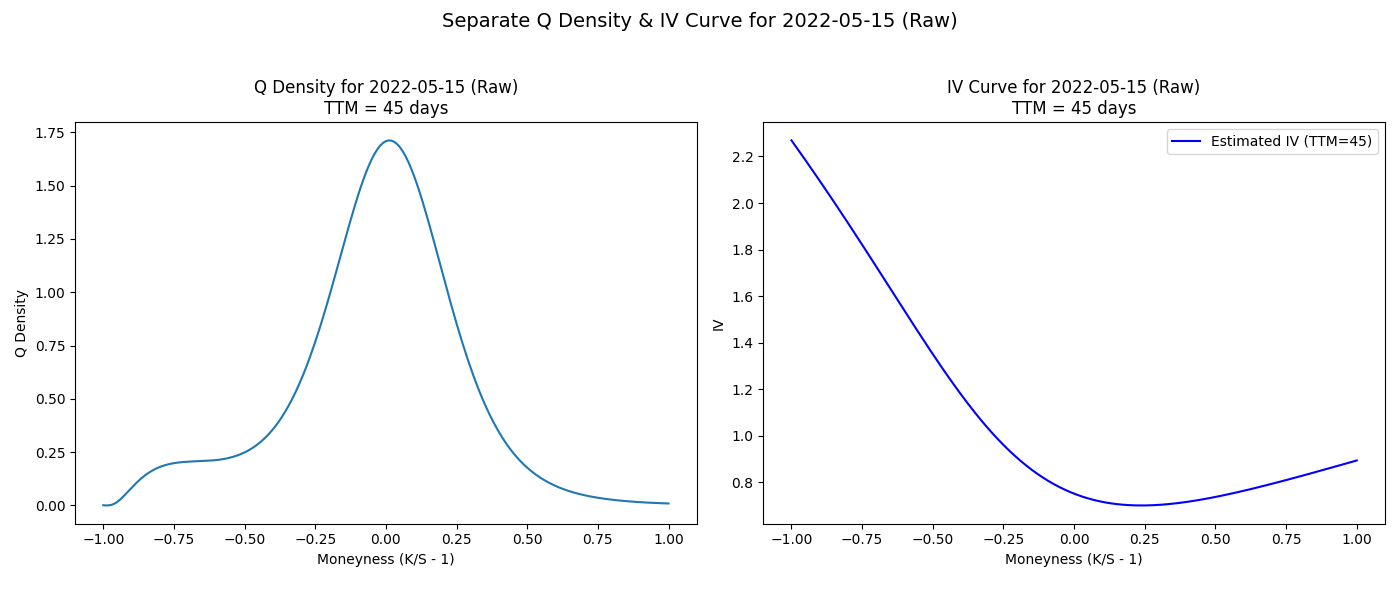 Separate Q Density & IV Curve for 2022-05-15 (Raw)
Q Density for 2022-05-15 (Raw)
TTM = 45 days
1.75
1.50
1.25
1.00
0.75
0.50
0.25
0.00
Q Density
−1.00 −0.75 −0.50 −0.25 0.00 0.25 0.50 0.75 1.00
Moneyness (K/S - 1)
IV Curve for 2022-05-15 (Raw)
TTM = 45 days
Estimated IV (TTM=45)
2.2
2.0
1.8
1.6
1.4
1.2
1.0
0.8
IV
−1.00 −0.75 −0.50 −0.25 0.00 0.25 0.50 0.75 1.00
Moneyness (K/S - 1)